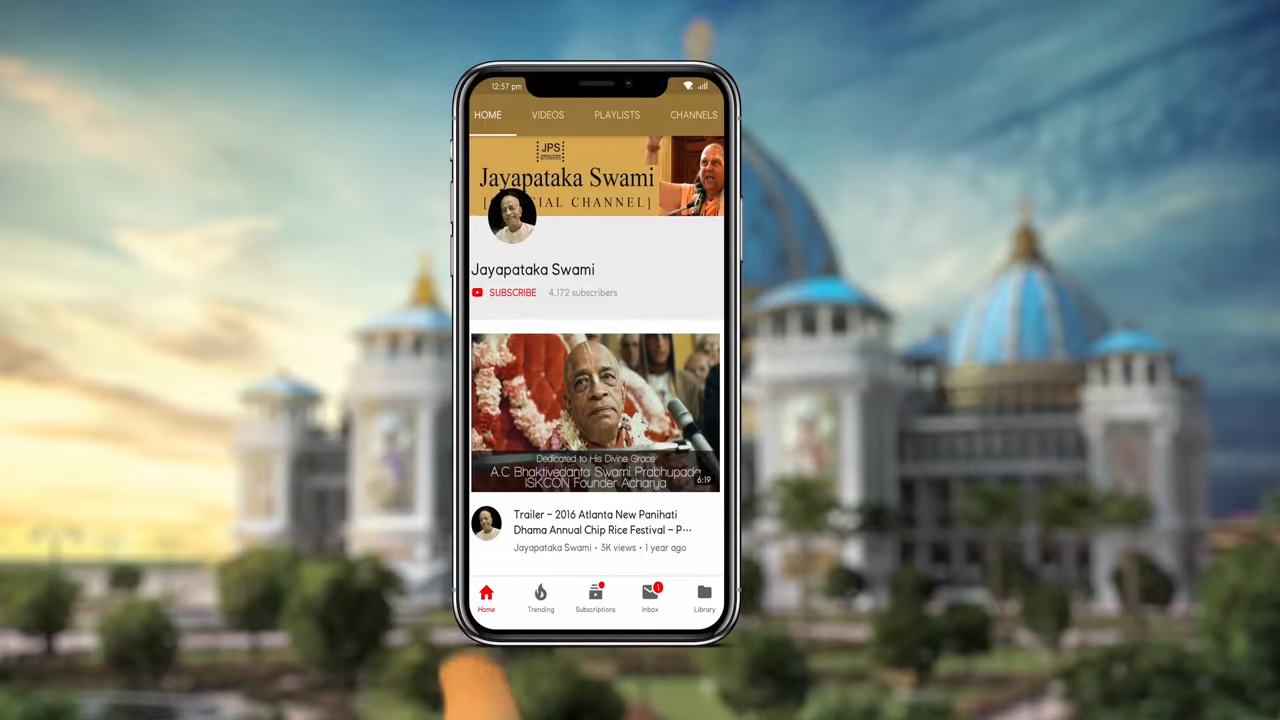 12:57 pm
HOME VIDEOS PLAYLISTS CHANNELS
JPS
Jayapataka Swami
[ IAL CHANNEL]
Jayapataka Swami
SUBSCRIBE 4,172 subscribers
Dedicated to His Divine Grace
A.C Bhaktivedanta Swami Prabhupada
ISKCON Founder Acharya
6:19
Trailer - 2016 Atlanta New Panihati
Dhama Annual Chip Rice Festival - P...
Jayapataka Swami • 3K views • 1 year ago
1
Home Trending Subscriptions Inbox Library